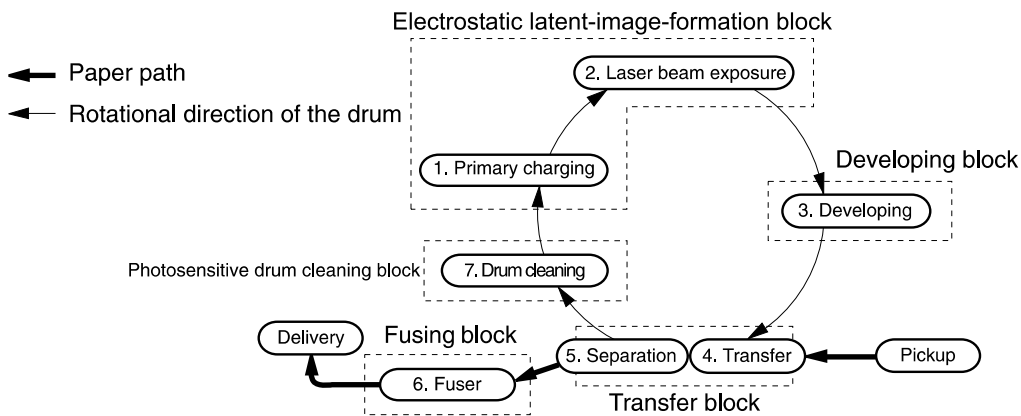 Electrostatic latent-image-formation block
Paper path
2. Laser beam exposure
Rotational direction of the drum
1. Primary charging
Developing block
3. Developing
Photosensitive drum cleaning block
7. Drum cleaning
Delivery
Fusing block
5. Separation
4. Transfer
Pickup
6. Fuser
Transfer block